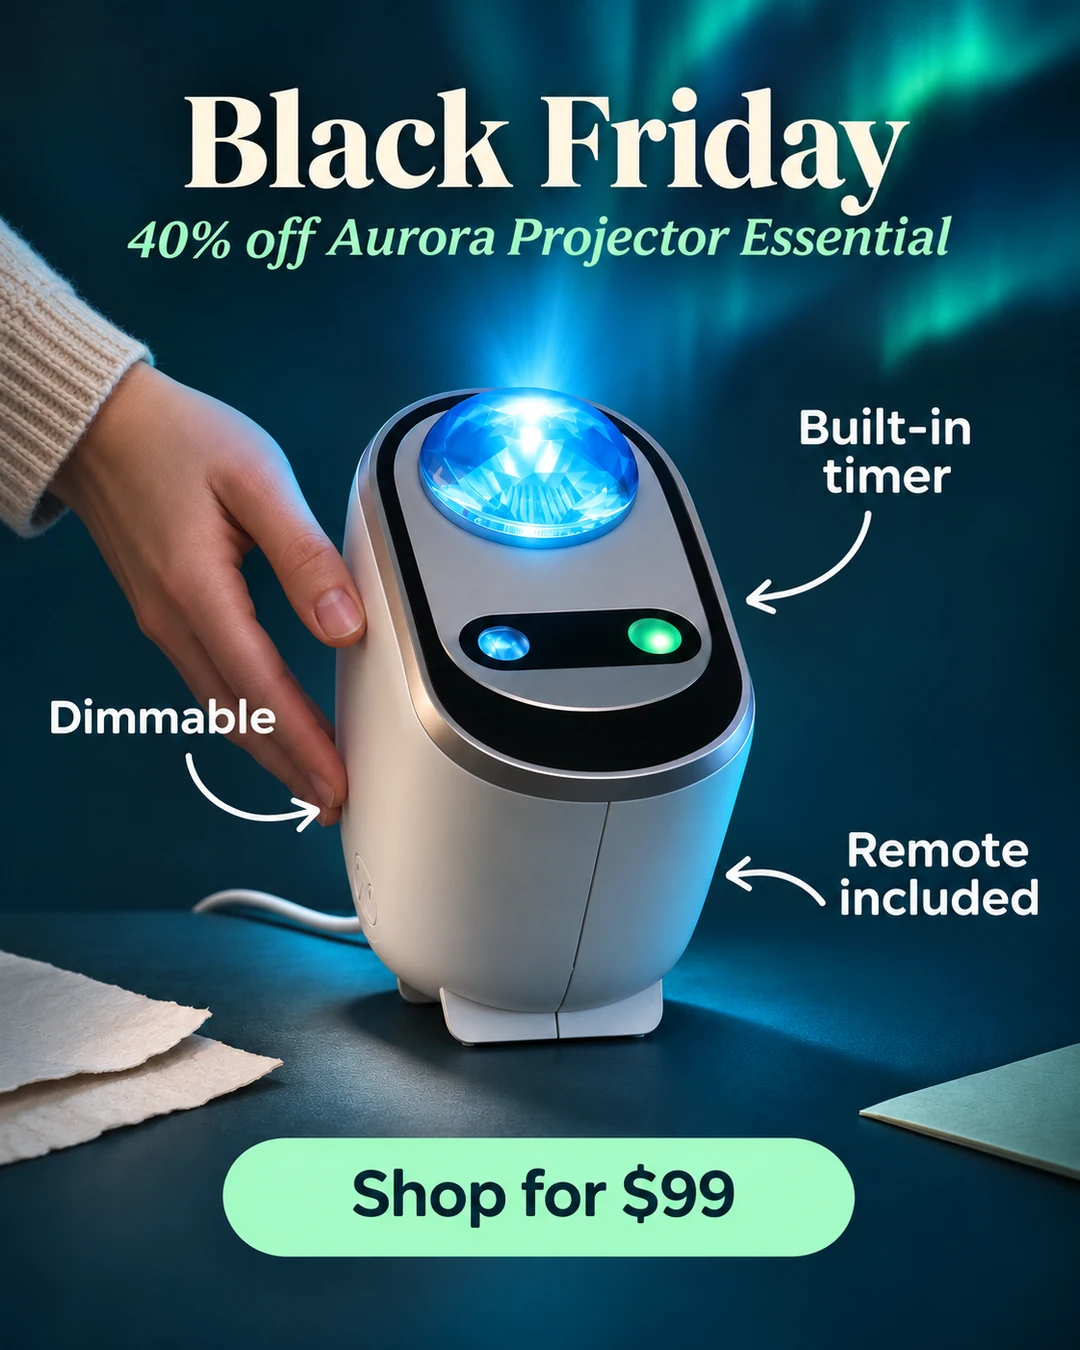 Black Friday
40% off Aurora Projector Essential
Built-in
timer
Dimmable
Remote
included
Shop for $99